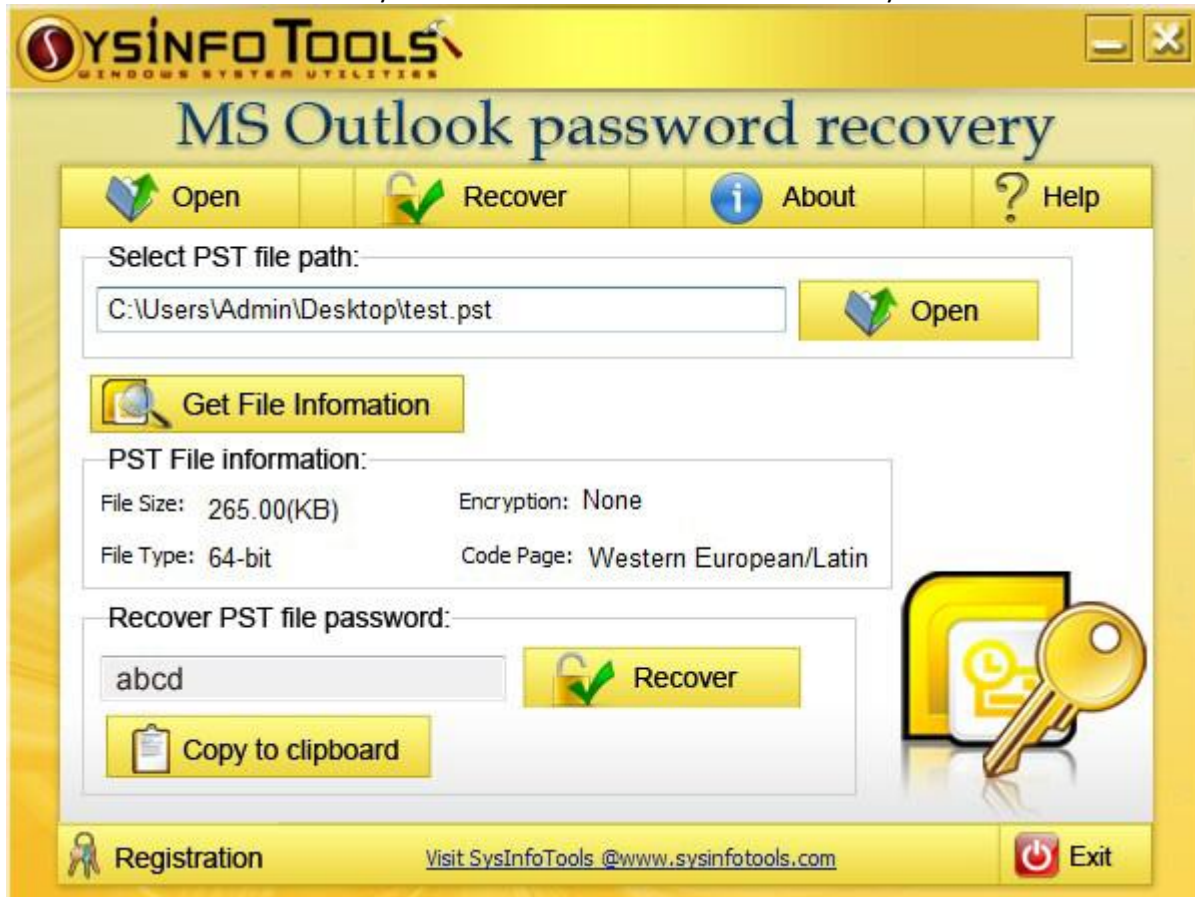 SYSINFO TOOLS
WINDOWS SYSTEM UTILITIES
MS Outlook password recovery
Open Recover About Help
Select PST file path:
C:\Users\Admin\Desktop\test.pst Open
Get File Infomation
PST File information:
File Size: 265.00(KB) Encryption: None
File Type: 64-bit Code Page: Western European/Latin
Recover PST file password:
abcd Recover
Copy to clipboard
Registration Visit SysInfoTools @www.sysinfotools.com Exit